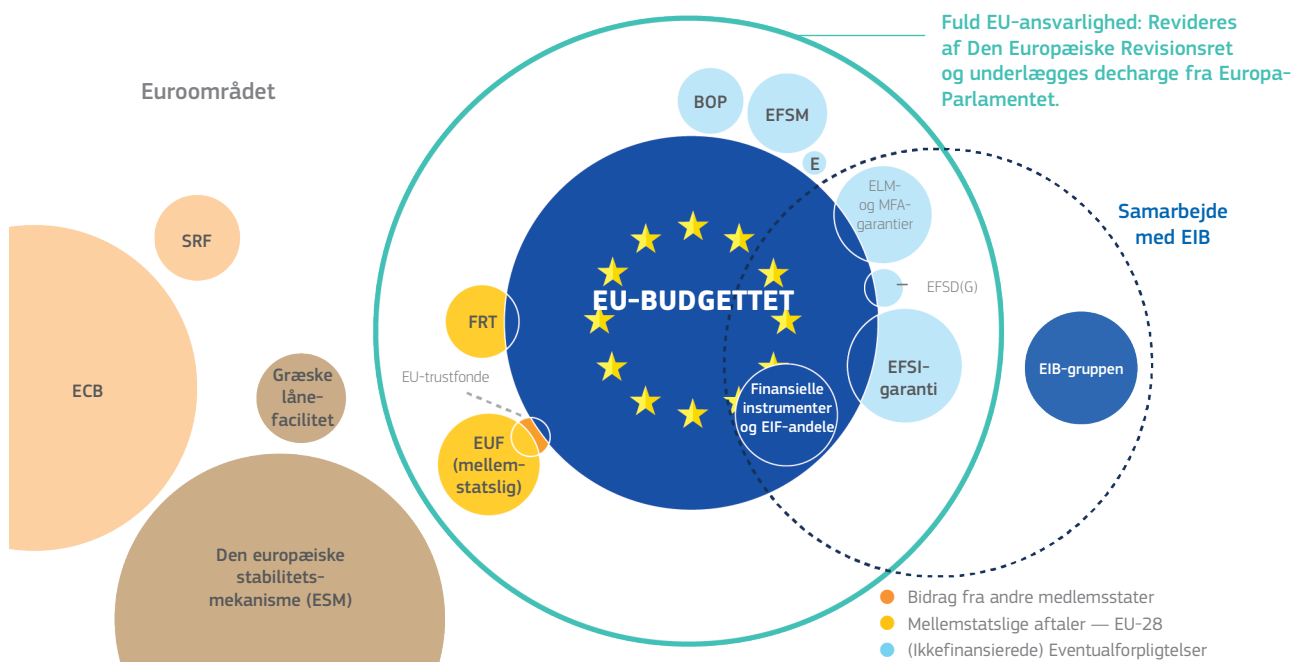 Fuld EU-ansvarlighed: Revideres
af Den Europæiske Revisionsret
og underlægges decharge fra Europa-
Parlamentet.
Euroområdet
BOP
EFSM
E
ELM-
og MFA-
garantier
Samarbejde
med EIB
SRF
EFSD(G)
EU-BUDGETTET
FRT
EU-trustfonde
ECB
Græske
låne-
facilitet
EFSI-
garanti
EIB-gruppen
Finansielle
instrumenter
og EIF-andele
EUF
(mellem-
statslig)
Den europæiske
stabilitets-
mekanisme (ESM)
Bidrag fra andre medlemsstater
Mellemstatslige aftaler — EU-28
(Ikkefinansierede) Eventualforpligtelser